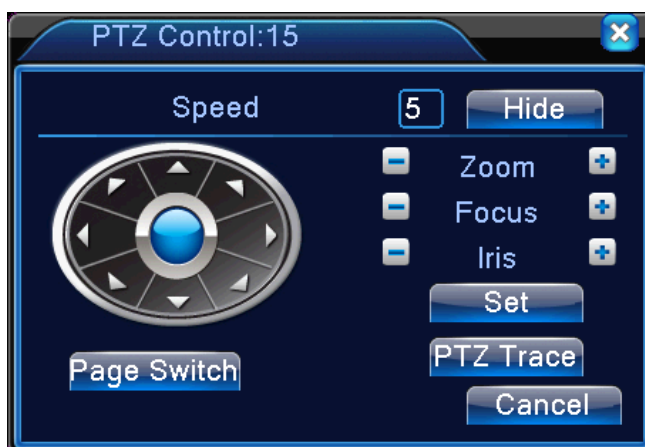 PTZ Control:15
Speed 5 Hide
Zoom
Focus
Iris
Set
PTZ Trace
Page Switch
Cancel